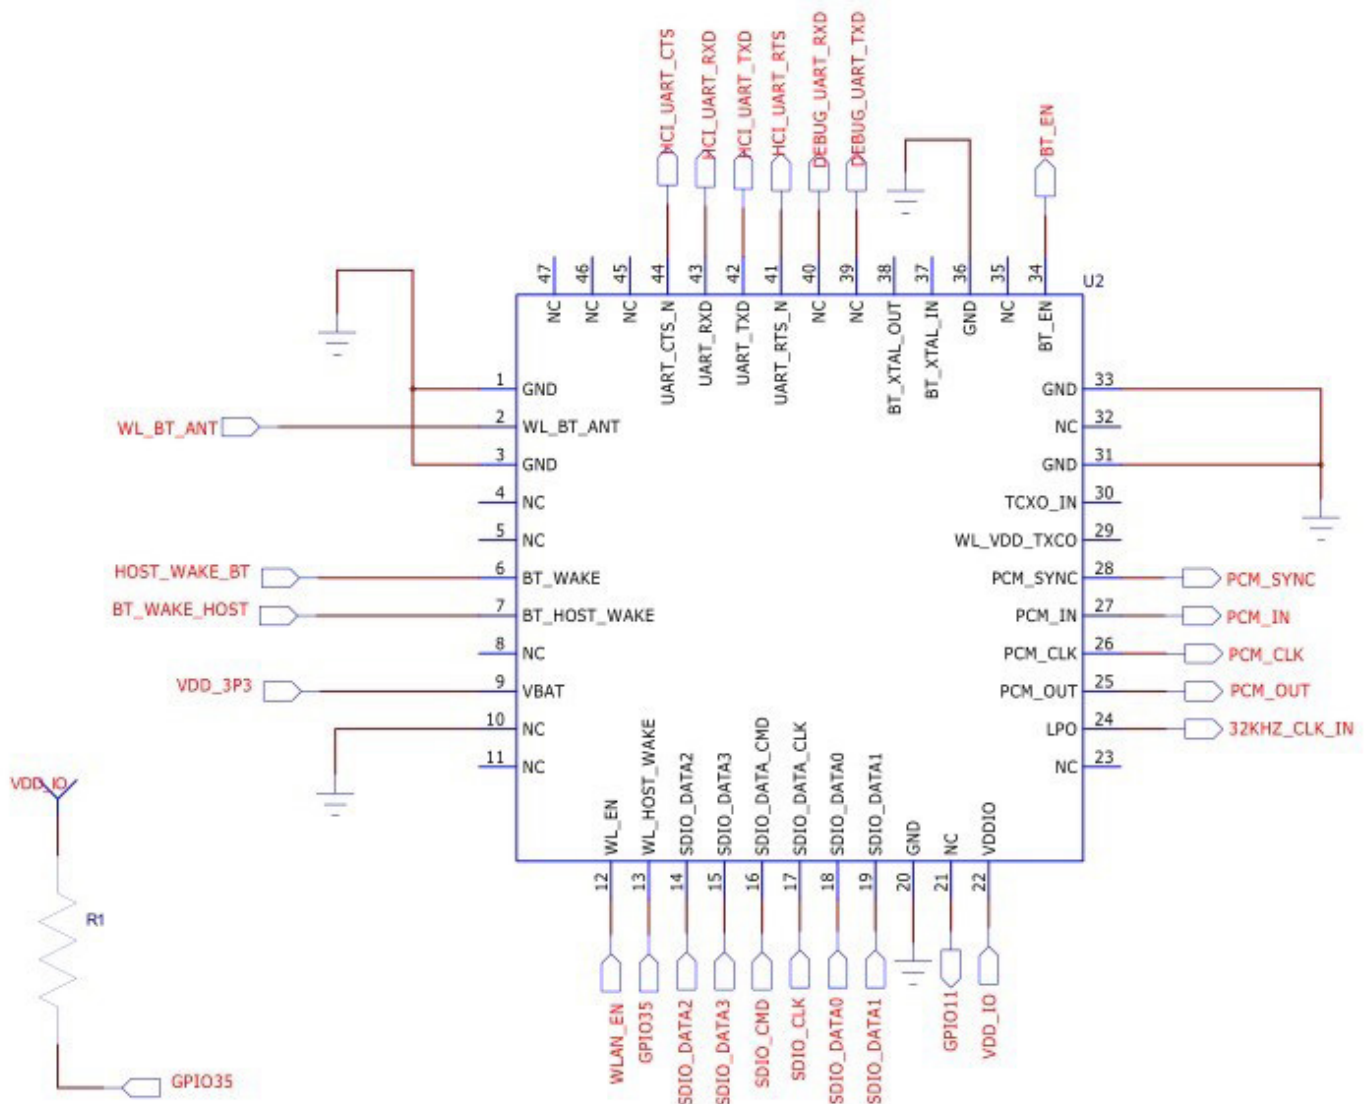 HCI_UART_CTS
HCI_UART_RXD
HCI_UART_TXD
HCI_UART_RTS
DEBUG_UART_RXD
DEBUG_UART_TXD
BT_EN
47
46
45
44
43
42
41
40
39
38
37
36
35
34
U2
NC
NC
NC
UART_CTS_N
UART_RXD
UART_TXD
UART_RTS_N
NC
NC
BT_XTAL_OUT
BT_XTAL_IN
GND
NC
BT_EN
1 GND
WL_BT_ANT 2 WL_BT_ANT
3 GND
4 NC
5 NC
HOST_WAKE_BT 6 BT_WAKE
BT_WAKE_HOST 7 BT_HOST_WAKE
8 NC
VDD_3P3 9 VBAT
10 NC
11 NC
GND 33
NC 32
GND 31
TCXO_IN 30
WL_VDD_TXCO 29
PCM_SYNC 28 PCM_SYNC
PCM_IN 27 PCM_IN
PCM_CLK 26 PCM_CLK
PCM_OUT 25 PCM_OUT
LPO 24 32KHZ_CLK_IN
NC 23
WL_EN
WL_HOST_WAKE
SDIO_DATA2
SDIO_DATA3
SDIO_DATA_CMD
SDIO_DATA_CLK
SDIO_DATA0
SDIO_DATA1
GND
NC
VDDIO
12
13
14
15
16
17
18
19
20
21
22
WLAN_EN
GPIO35
SDIO_DATA2
SDIO_DATA3
SDIO_CMD
SDIO_CLK
SDIO_DATA0
SDIO_DATA1
GPIO11
VDD_IO
VDD_IO
R1
GPIO35